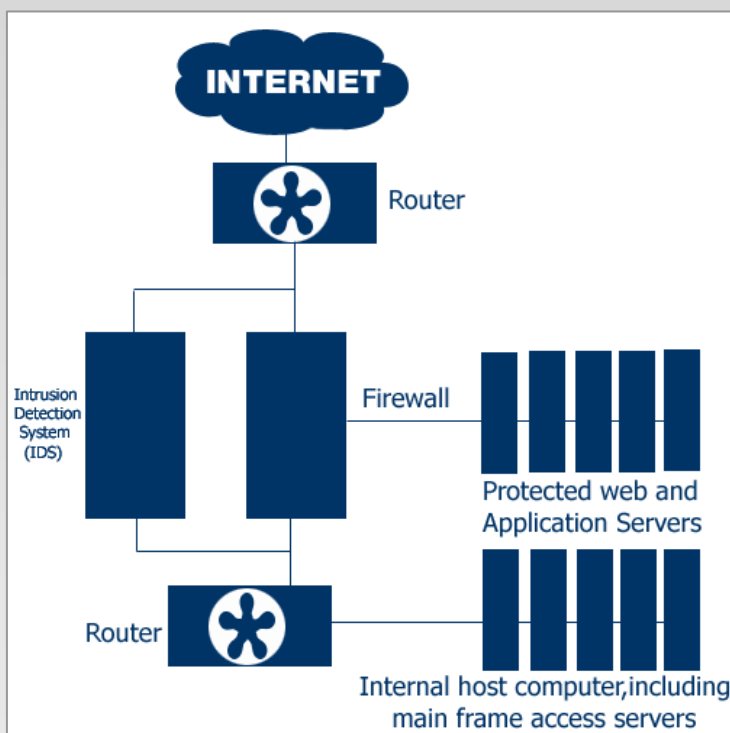 INTERNET
Router
Intrusion
Detection
System
(IDS)
Firewall
Protected web and
Application Servers
Router
Internal host computer,including
main frame access servers